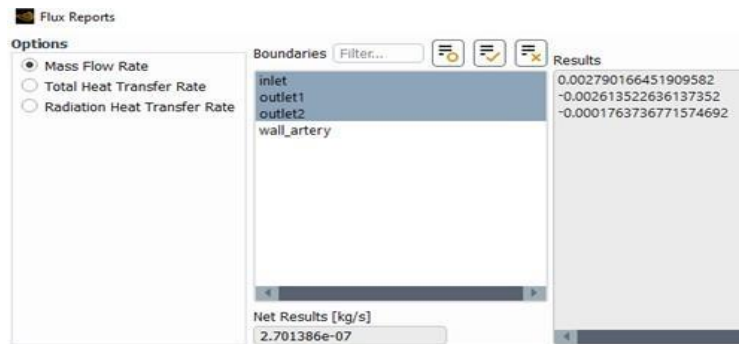 Flux Reports
Options
Mass Flow Rate
Total Heat Transfer Rate
Radiation Heat Transfer Rate
Boundaries Filter...
inlet
outlet1
outlet2
wall_artery
Net Results [kg/s]
2.701386e-07
Results
0.002790166451909582
-0.002613522636137352
-0.0001763736771574692